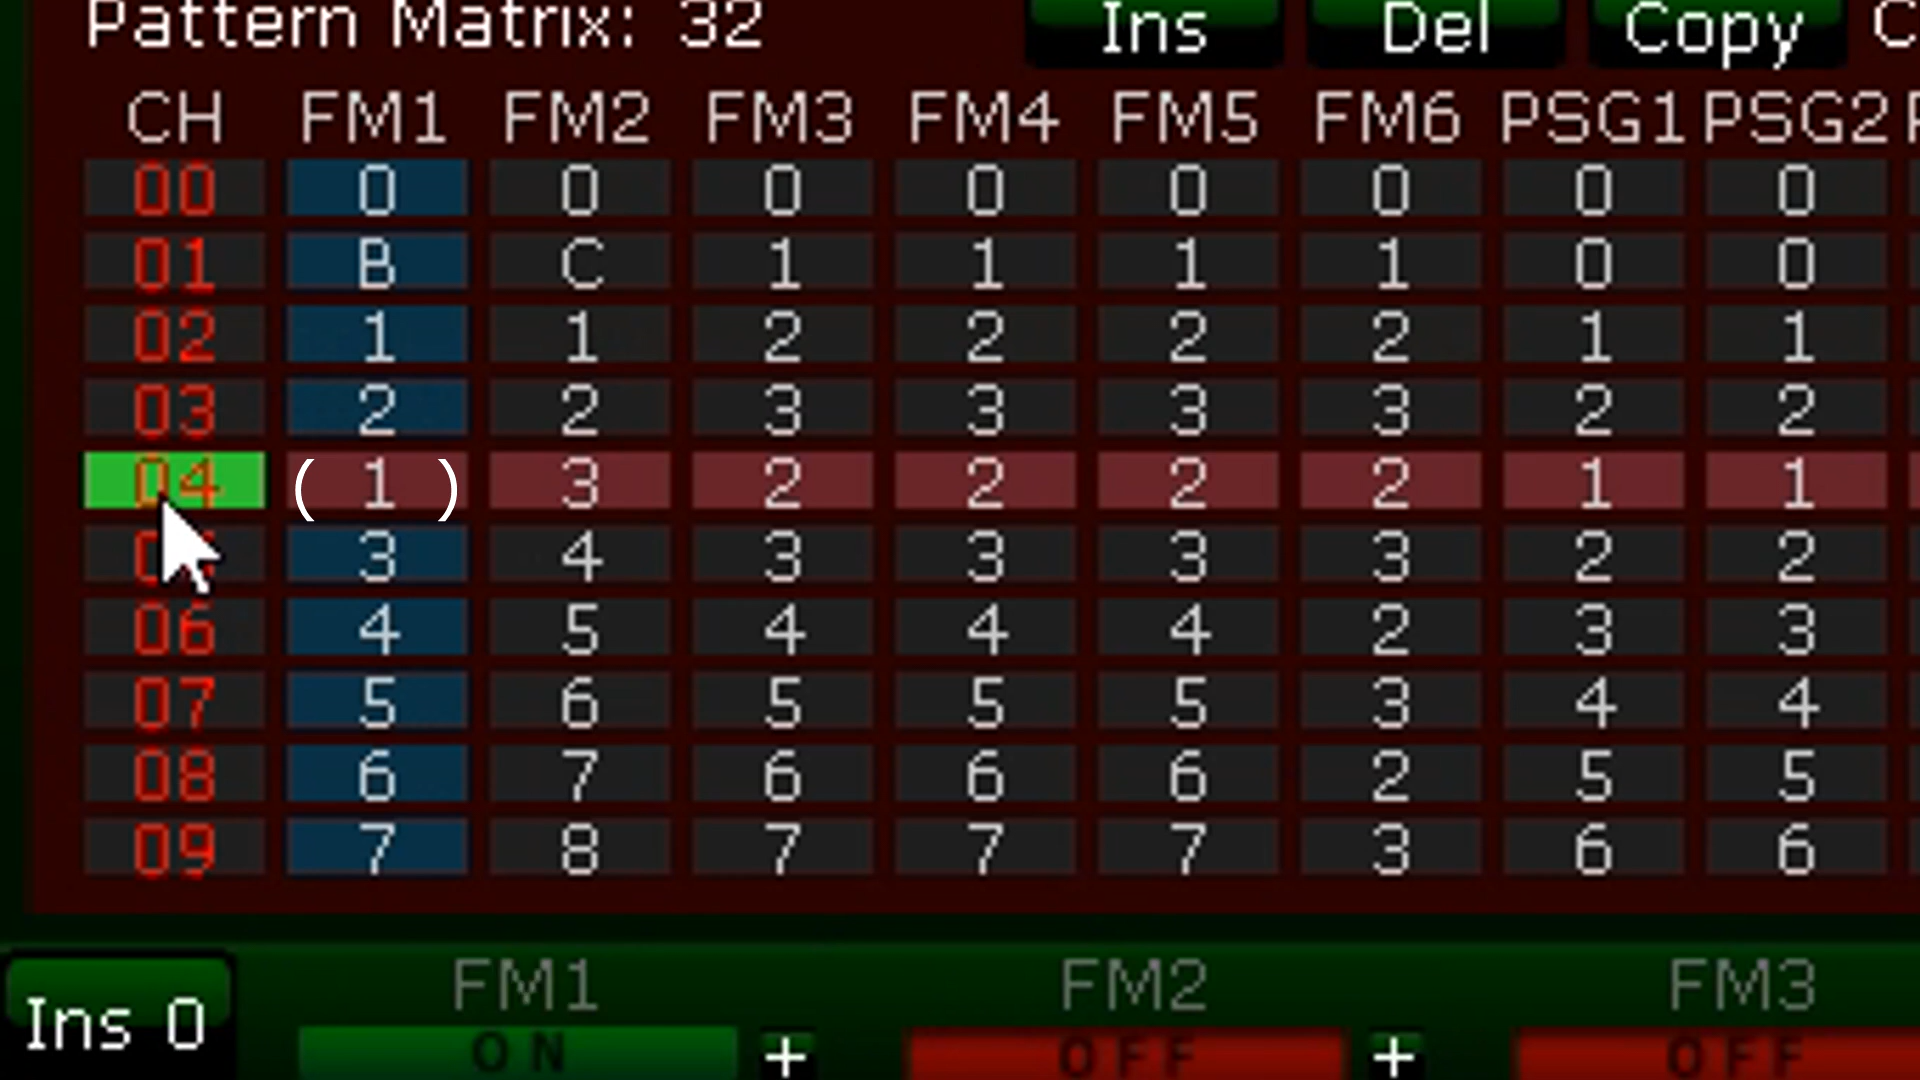 Pattern Matrix: 32 Ins Del Copy C
CH FM1 FM2 FM3 FM4 FM5 FM6 PSG1 PSG2
00 0 0 0 0 0 0 0 0
01 B C 1 1 1 1 0 0
02 1 1 2 2 2 2 1 1
03 2 2 3 3 3 3 2 2
04 ( 1 ) 3 2 2 2 2 1 1
3 4 3 3 3 3 2 2
06 4 5 4 4 4 2 3 3
07 5 6 5 5 5 3 4 4
08 6 7 6 6 6 2 5 5
09 7 8 7 7 7 3 6 6
Ins 0 FM1 FM2 FM3
ON + OFF + OFF